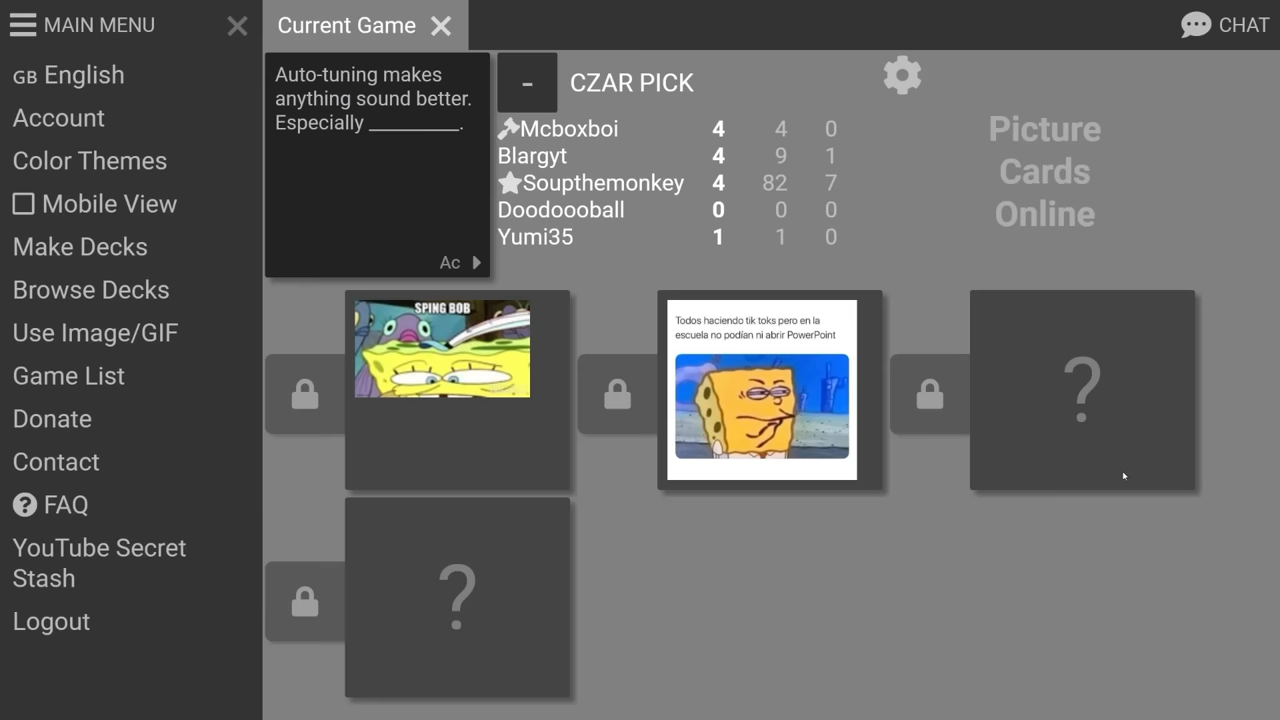 MAIN MENU
GB English
Account
Color Themes
Mobile View
Make Decks
Browse Decks
Use Image/GIF
Game List
Donate
Contact
FAQ
YouTube Secret
Stash
Logout
Current Game
CHAT
Auto-tuning makes
anything sound better.
Especially _________.
Ac
-
CZAR PICK
Mcboxboi 4 4 0
Blargyt 4 9 1
Soupthemonkey 4 82 7
Doodoooball 0 0 0
Yumi35 1 1 0
Picture
Cards
Online
SPING BOB
Todos haciendo tik toks pero en la
escuela no podían ni abrir PowerPoint
?
?